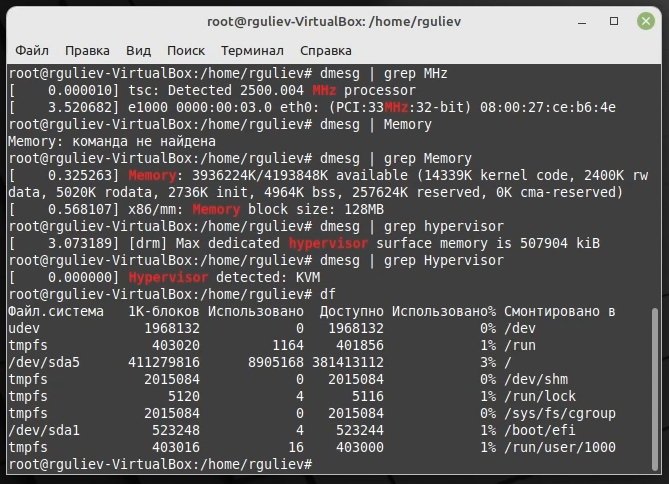 root@rguliev-VirtualBox: /home/rguliev
Файл Правка Вид Поиск Терминал Справка
root@rguliev-VirtualBox:/home/rguliev# dmesg | grep MHz
[    0.000010] tsc: Detected 2500.004 MHz processor
[    3.520682] e1000 0000:00:03.0 eth0: (PCI:33MHz:32-bit) 08:00:27:ce:b6:4e
root@rguliev-VirtualBox:/home/rguliev# dmesg | Memory
Memory: команда не найдена
root@rguliev-VirtualBox:/home/rguliev# dmesg | grep Memory
[    0.325263] Memory: 3936224K/4193848K available (14339K kernel code, 2400K rw
data, 5020K rodata, 2736K init, 4964K bss, 257624K reserved, 0K cma-reserved)
[    0.568107] x86/mm: Memory block size: 128MB
root@rguliev-VirtualBox:/home/rguliev# dmesg | grep hypervisor
[    3.073189] [drm] Max dedicated hypervisor surface memory is 507904 kiB
root@rguliev-VirtualBox:/home/rguliev# dmesg | grep Hypervisor
[    0.000000] Hypervisor detected: KVM
root@rguliev-VirtualBox:/home/rguliev# df
Файл.система   1K-блоков Использовано  Доступно Использовано% Смонтировано в
udev             1968132            0   1968132            0% /dev
tmpfs             403020         1164    401856            1% /run
/dev/sda5      411279816      8905168 381413112            3% /
tmpfs            2015084            0   2015084            0% /dev/shm
tmpfs               5120            4      5116            1% /run/lock
tmpfs            2015084            0   2015084            0% /sys/fs/cgroup
/dev/sda1         523248            4    523244            1% /boot/efi
tmpfs             403016           16    403000            1% /run/user/1000
root@rguliev-VirtualBox:/home/rguliev#